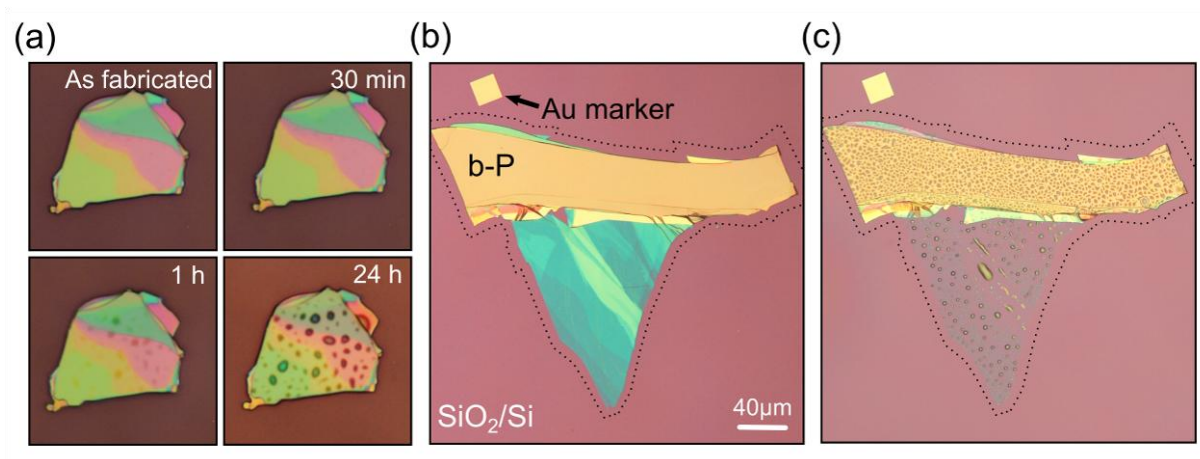 (a)
As fabricated
30 min
1 h
24 h
(b)
Au marker
b-P
SiO₂/Si
40μm
(c)